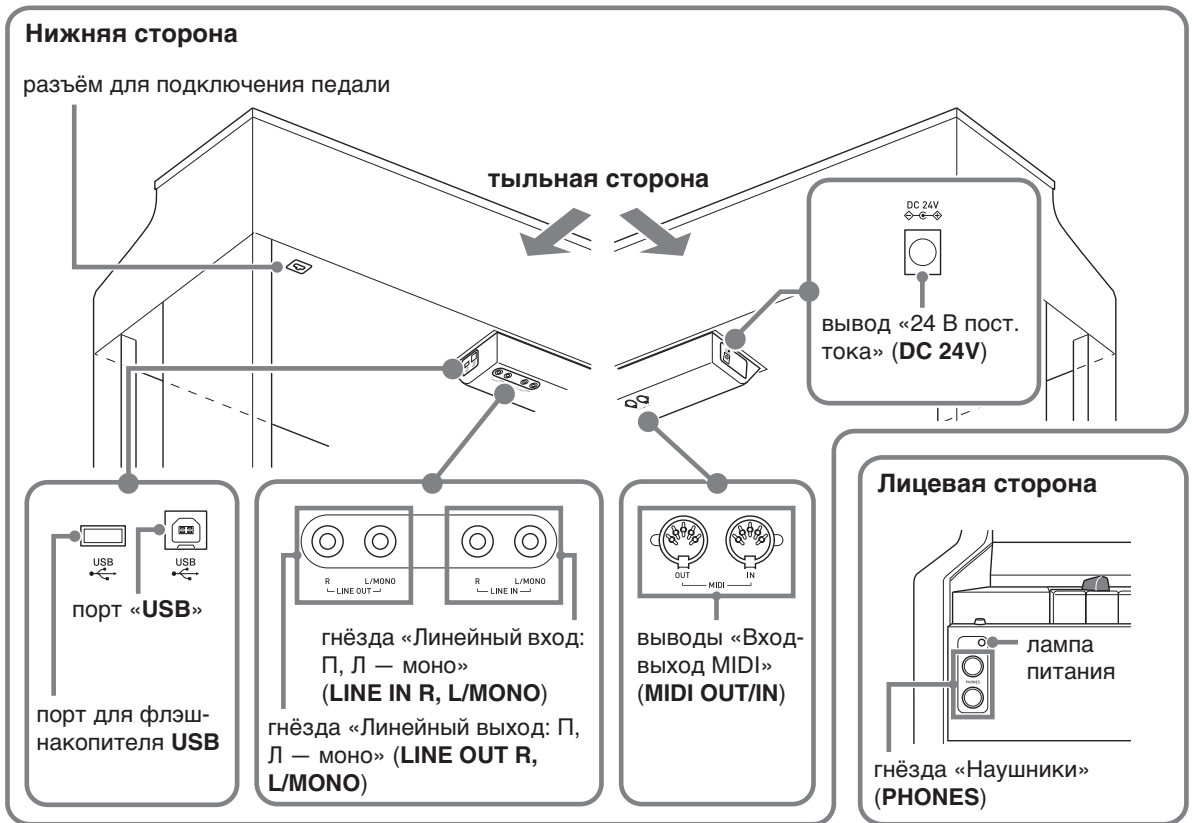 Нижняя сторона
разъём для подключения педали
тыльная сторона
DC 24V
вывод «24 В пост.
тока» (DC 24V)
USB
USB
порт «USB»
порт для флэш-
накопителя USB
R L/MONO
LINE OUT
R L/MONO
LINE IN
гнёзда «Линейный вход:
П, Л — моно»
(LINE IN R, L/MONO)
гнёзда «Линейный выход: П,
Л — моно» (LINE OUT R,
L/MONO)
OUT IN
MIDI
выводы «Вход-
выход MIDI»
(MIDI OUT/IN)
Лицевая сторона
лампа
питания
PHONES
гнёзда «Наушники»
(PHONES)